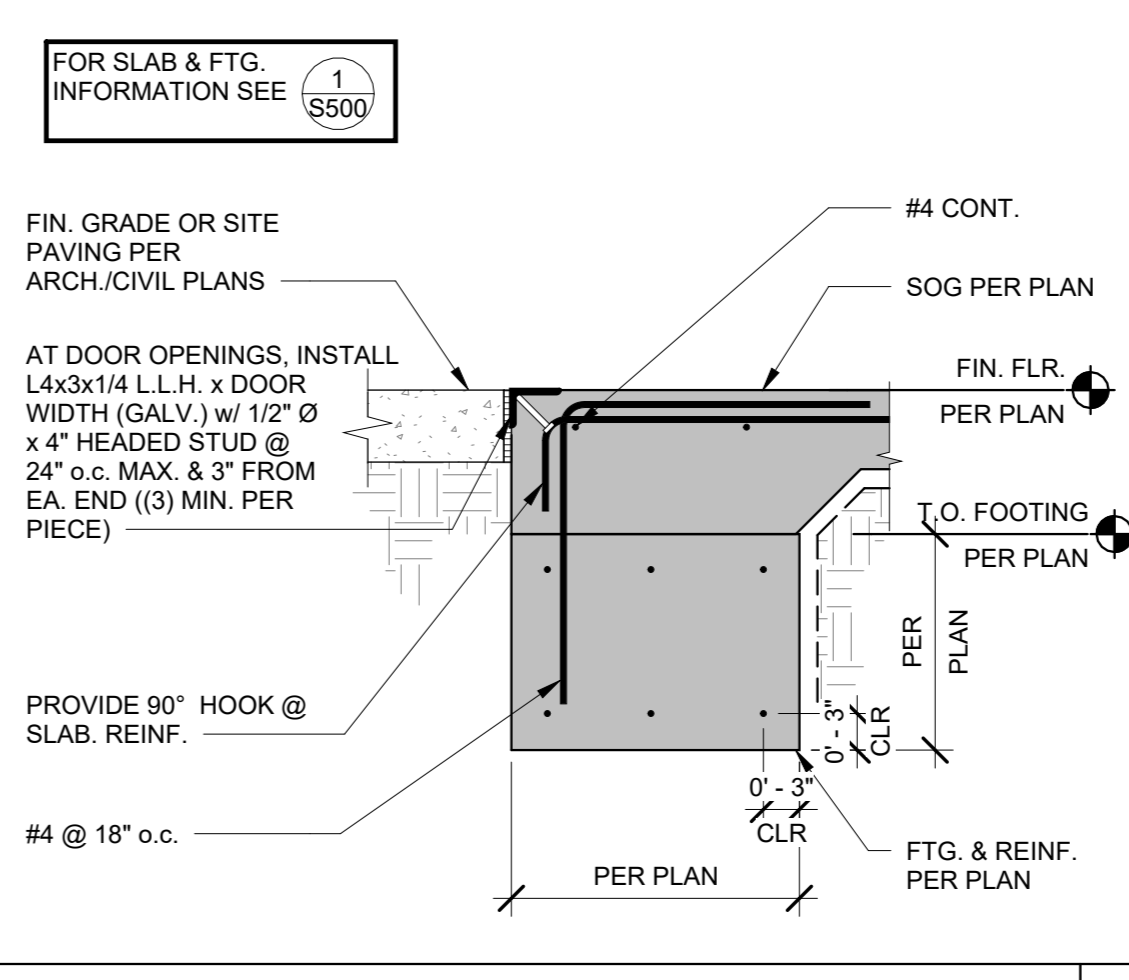 FOR SLAB & FTG.
INFORMATION SEE
1
S500
FIN. GRADE OR SITE
PAVING PER
ARCH./CIVIL PLANS
AT DOOR OPENINGS, INSTALL
L4x3x1/4 L.L.H. x DOOR
WIDTH (GALV.) w/ 1/2" Ø
x 4" HEADED STUD @
24" o.c. MAX. & 3" FROM
EA. END ((3) MIN. PER
PIECE)
PROVIDE 90° HOOK @
SLAB. REINF.
#4 @ 18" o.c.
#4 CONT.
SOG PER PLAN
FIN. FLR.
PER PLAN
T.O. FOOTING
PER PLAN
PER
PLAN
0' - 3"
CLR
0' - 3"
CLR
PER PLAN
FTG. & REINF.
PER PLAN